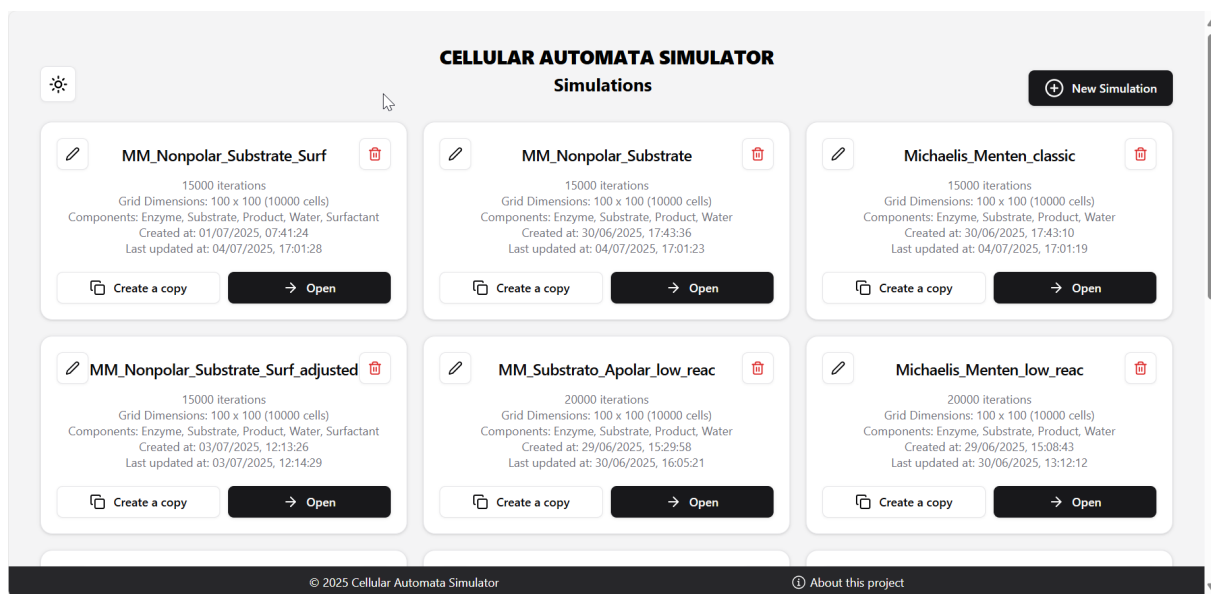 CELLULAR AUTOMATA SIMULATOR
Simulations
New Simulation
MM_Nonpolar_Substrate_Surf
15000 iterations
Grid Dimensions: 100 x 100 (10000 cells)
Components: Enzyme, Substrate, Product, Water, Surfactant
Created at: 01/07/2025, 07:41:24
Last updated at: 04/07/2025, 17:01:28
Create a copy
Open
MM_Nonpolar_Substrate
15000 iterations
Grid Dimensions: 100 x 100 (10000 cells)
Components: Enzyme, Substrate, Product, Water
Created at: 30/06/2025, 17:43:36
Last updated at: 04/07/2025, 17:01:23
Create a copy
Open
Michaelis_Menten_classic
15000 iterations
Grid Dimensions: 100 x 100 (10000 cells)
Components: Enzyme, Substrate, Product, Water
Created at: 30/06/2025, 17:43:10
Last updated at: 04/07/2025, 17:01:19
Create a copy
Open
MM_Nonpolar_Substrate_Surf_adjusted
15000 iterations
Grid Dimensions: 100 x 100 (10000 cells)
Components: Enzyme, Substrate, Product, Water, Surfactant
Created at: 03/07/2025, 12:13:26
Last updated at: 03/07/2025, 12:14:29
Create a copy
Open
MM_Substrato_Apolar_low_reac
20000 iterations
Grid Dimensions: 100 x 100 (10000 cells)
Components: Enzyme, Substrate, Product, Water
Created at: 29/06/2025, 15:29:58
Last updated at: 30/06/2025, 16:05:21
Create a copy
Open
Michaelis_Menten_low_reac
20000 iterations
Grid Dimensions: 100 x 100 (10000 cells)
Components: Enzyme, Substrate, Product, Water
Created at: 29/06/2025, 15:08:43
Last updated at: 30/06/2025, 13:12:12
Create a copy
Open
© 2025 Cellular Automata Simulator
About this project